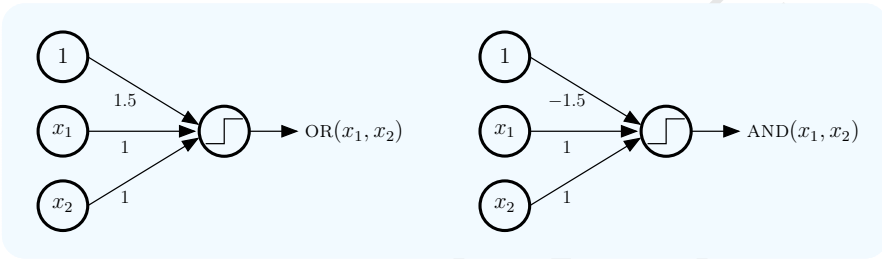 1
1.5
x₁
1
x₂
1
OR(x₁, x₂)
1
−1.5
x₁
1
x₂
1
AND(x₁, x₂)